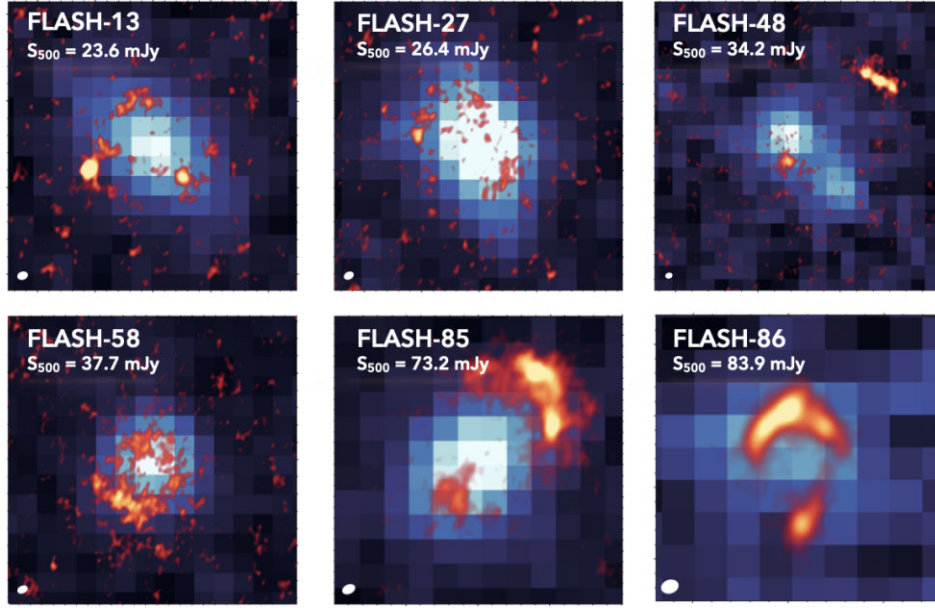 FLASH-13
S₅₀₀ = 23.6 mJy
FLASH-27
S₅₀₀ = 26.4 mJy
FLASH-48
S₅₀₀ = 34.2 mJy
FLASH-58
S₅₀₀ = 37.7 mJy
FLASH-85
S₅₀₀ = 73.2 mJy
FLASH-86
S₅₀₀ = 83.9 mJy